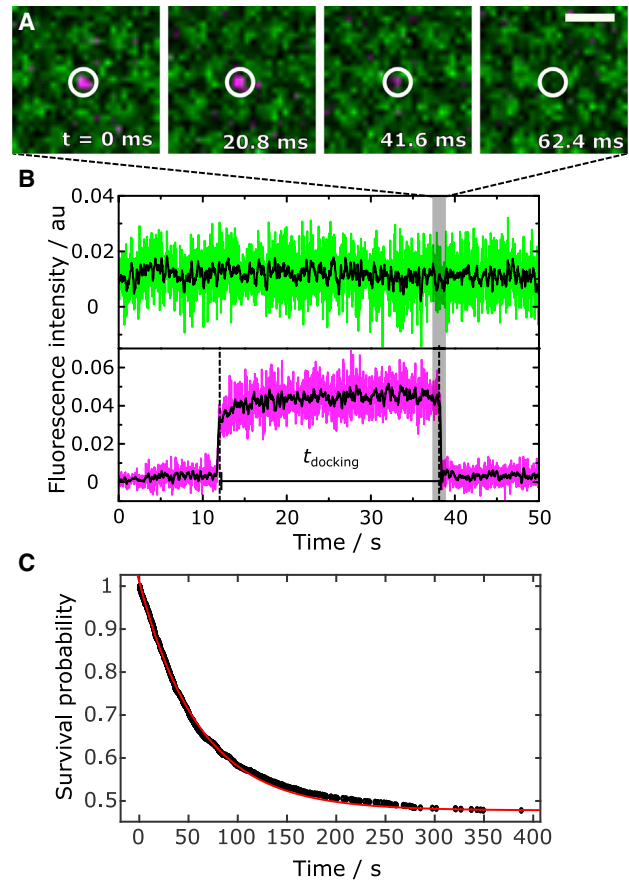 A
t = 0 ms
20.8 ms
41.6 ms
62.4 ms
B
Fluorescence intensity / au
0.04
0.02
0
0.06
0.04
0.02
0
t docking
0 10 20 30 40 50
Time / s
C
Survival probability
1
0.9
0.8
0.7
0.6
0.5
0 50 100 150 200 250 300 350 400
Time / s